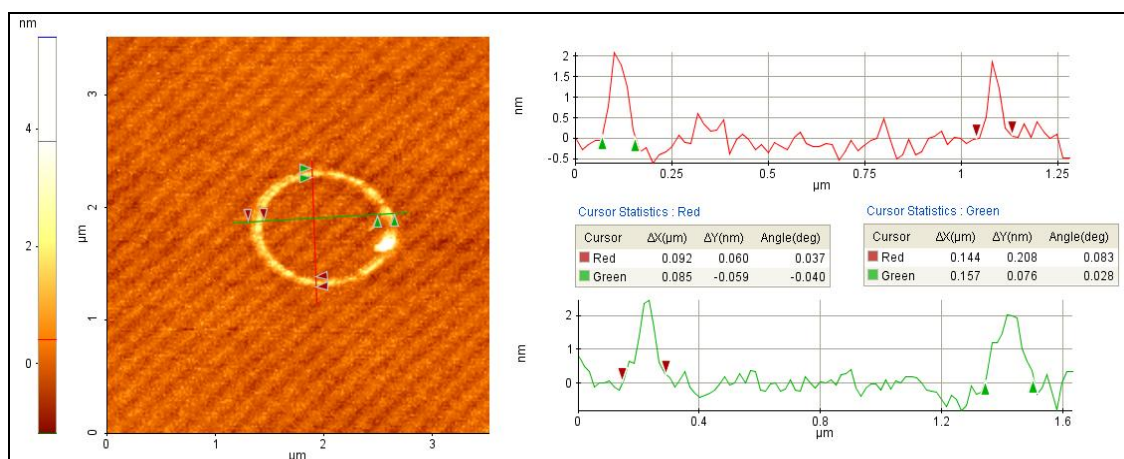 nm
4
2
0
µm
3
2
1
0
0
1
2
3
µm
nm
2
1.5
1
0.5
0
-0.5
0
0.25
0.5
0.75
1
1.25
µm
Cursor Statistics : Red
Cursor ΔX(µm) ΔY(nm) Angle(deg)
Red 0.092 0.060 0.037
Green 0.085 -0.059 -0.040
Cursor Statistics : Green
Cursor ΔX(µm) ΔY(nm) Angle(deg)
Red 0.144 0.208 0.083
Green 0.157 0.076 0.028
nm
2
1
0
0
0.4
0.8
1.2
1.6
µm